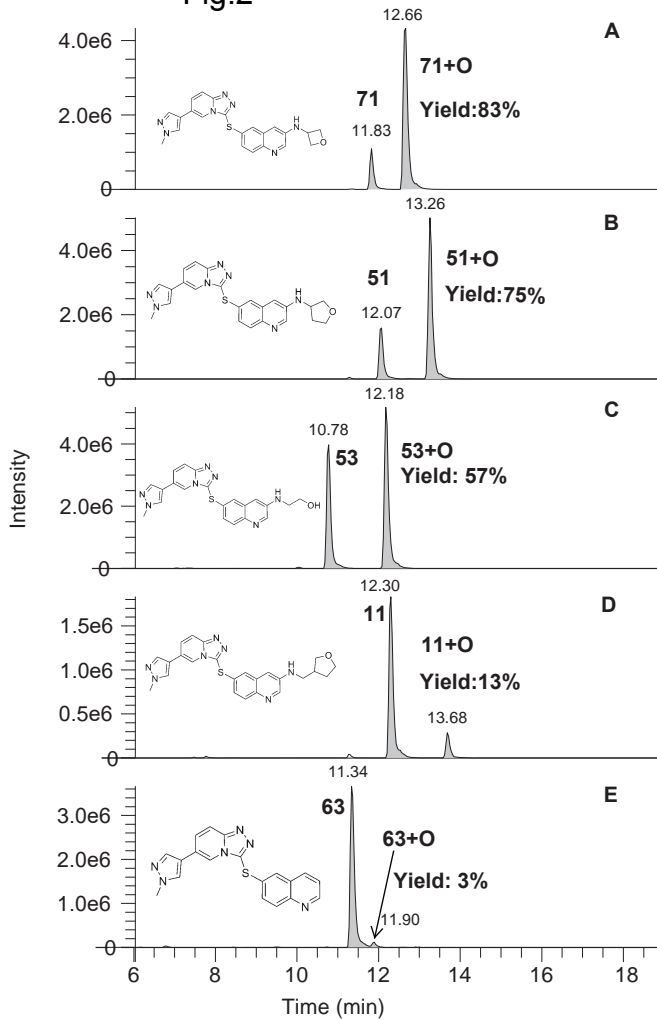 Fig.2
12.66
A
4.0e6
71+O
71
Yield:83%
2.0e6
11.83
0
13.26
B
4.0e6
51+O
51
Yield:75%
12.07
2.0e6
0
12.18
C
10.78
4.0e6
53
53+O
Yield: 57%
2.0e6
0
12.30
D
1.5e6
11
11+O
1.0e6
Yield:13%
13.68
0.5e6
0
11.34
E
63
3.0e6
63+O
2.0e6
Yield: 3%
1.0e6
11.90
0
6 8 10 12 14 16 18
Time (min)
Intensity